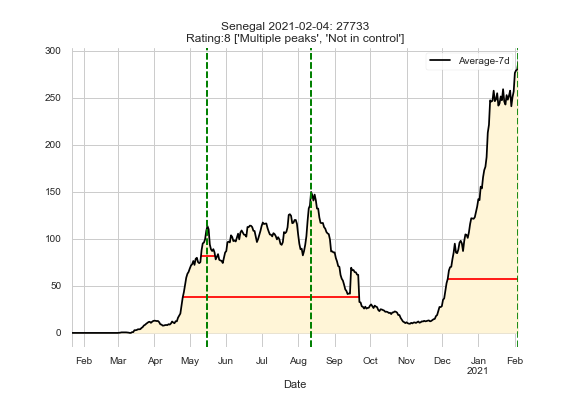 Senegal 2021-02-04: 27733
Rating:8 ['Multiple peaks', 'Not in control']
Average-7d
300
250
200
150
100
50
0
Feb Mar Apr May Jun Jul Aug Sep Oct Nov Dec Jan Feb
2021
Date